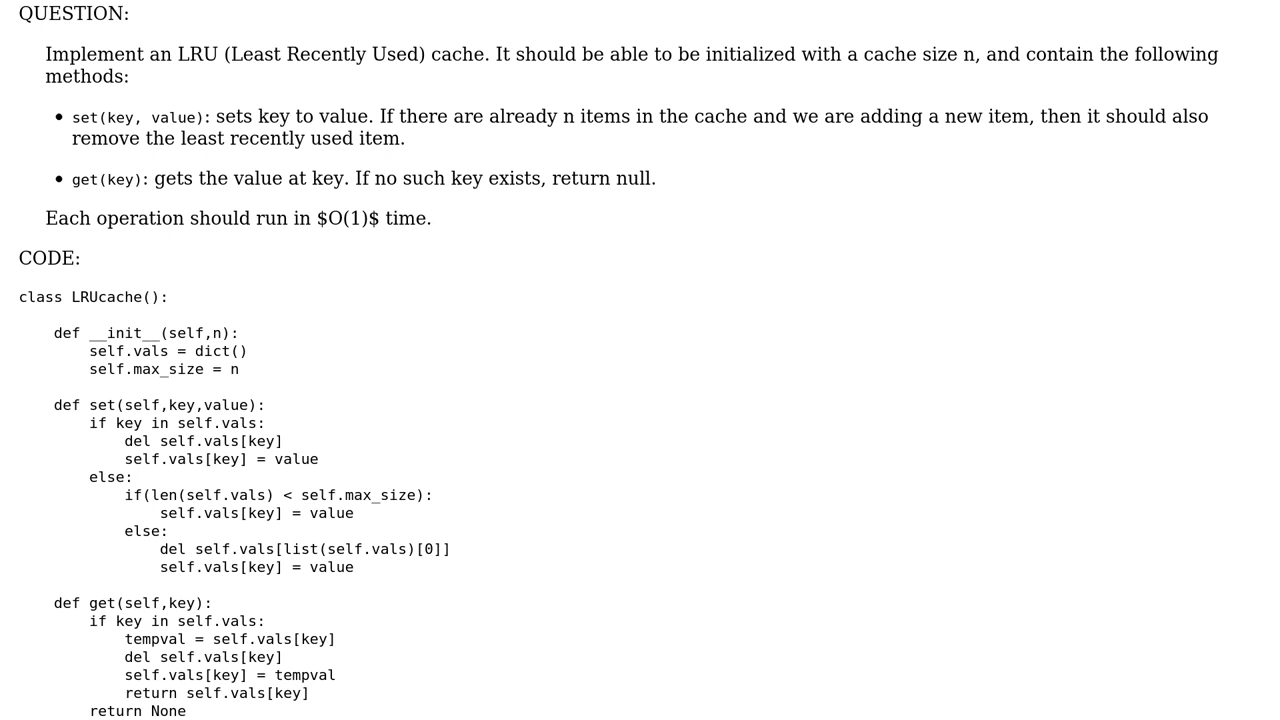 QUESTION:
Implement an LRU (Least Recently Used) cache. It should be able to be initialized with a cache size n, and contain the following
methods:
• set(key, value): sets key to value. If there are already n items in the cache and we are adding a new item, then it should also
remove the least recently used item.
• get(key): gets the value at key. If no such key exists, return null.
Each operation should run in $O(1)$ time.
CODE:
class LRUcache():
    def __init__(self,n):
        self.vals = dict()
        self.max_size = n
    def set(self,key,value):
        if key in self.vals:
            del self.vals[key]
            self.vals[key] = value
        else:
            if(len(self.vals) < self.max_size):
                self.vals[key] = value
            else:
                del self.vals[list(self.vals)[0]]
                self.vals[key] = value
    def get(self,key):
        if key in self.vals:
            tempval = self.vals[key]
            del self.vals[key]
            self.vals[key] = tempval
            return self.vals[key]
        return None